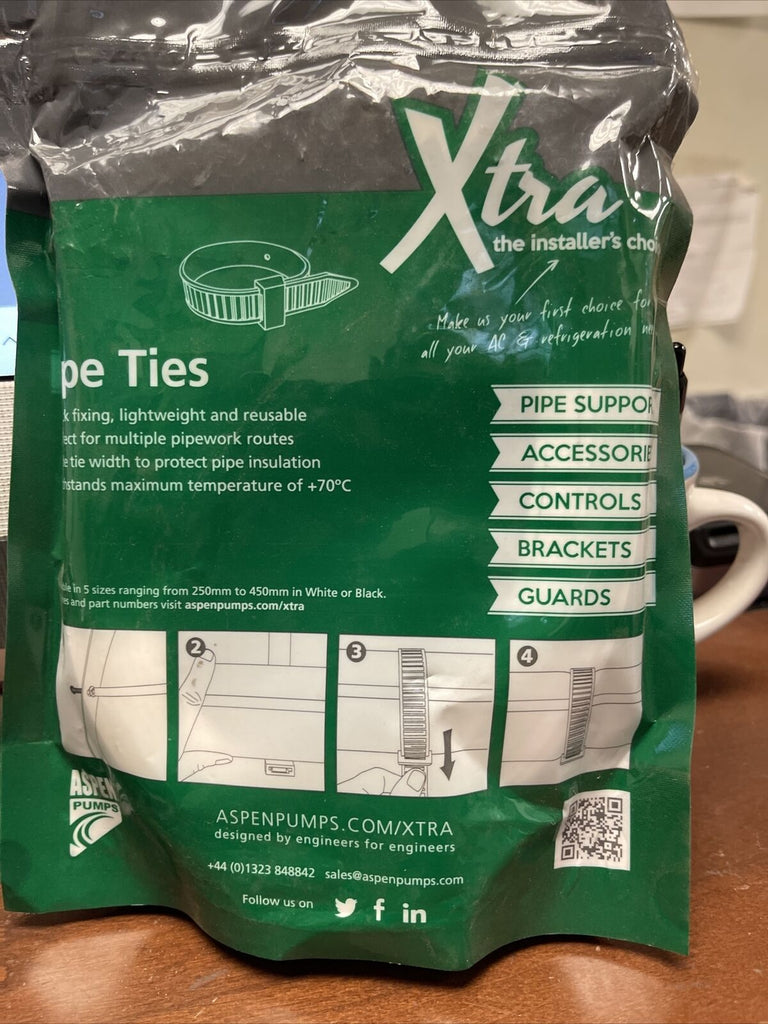 Xtra
the installer's cho
Make us your first choice for
all your AC & refrigeration ne
pe Ties
k fixing, lightweight and reusable
ect for multiple pipework routes
e tie width to protect pipe insulation
hstands maximum temperature of +70°C
PIPE SUPPOR
ACCESSORIE
CONTROLS
BRACKETS
GUARDS
ble in 5 sizes ranging from 250mm to 450mm in White or Black.
es and part numbers visit aspenpumps.com/xtra
2
3
4
ASPEN
PUMPS
ASPENPUMPS.COM/XTRA
designed by engineers for engineers
+44 (0)1323 848842 sales@aspenpumps.com
Follow us on